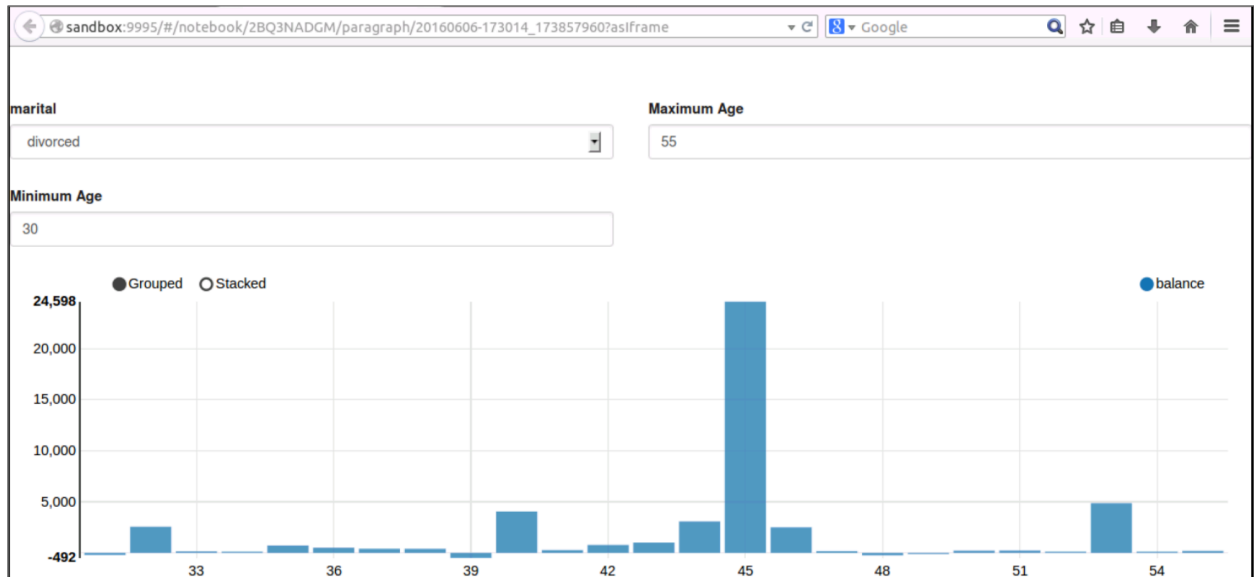 sandbox:9995/#/notebook/2BQ3NADGM/paragraph/20160606-173014_173857960?asIframe
8 Google
marital
Maximum Age
divorced
55
Minimum Age
30
Grouped Stacked
balance
24,598
20,000
15,000
10,000
5,000
-492
33 36 39 42 45 48 51 54